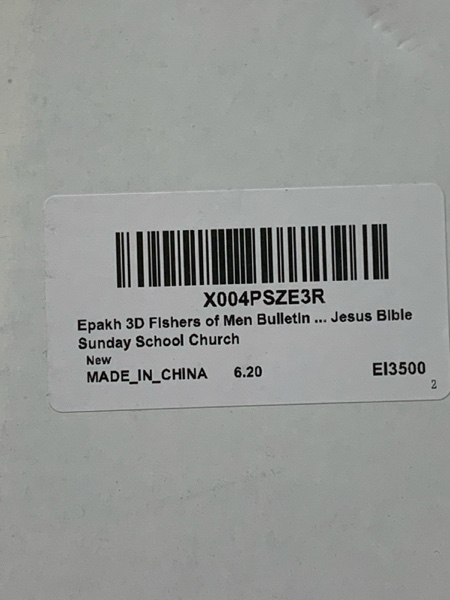 X004PSZE3R
Epakh 3D Fishers of Men Bulletin ... Jesus Bible
Sunday School Church
New
MADE_IN_CHINA 6.20 EI3500
2